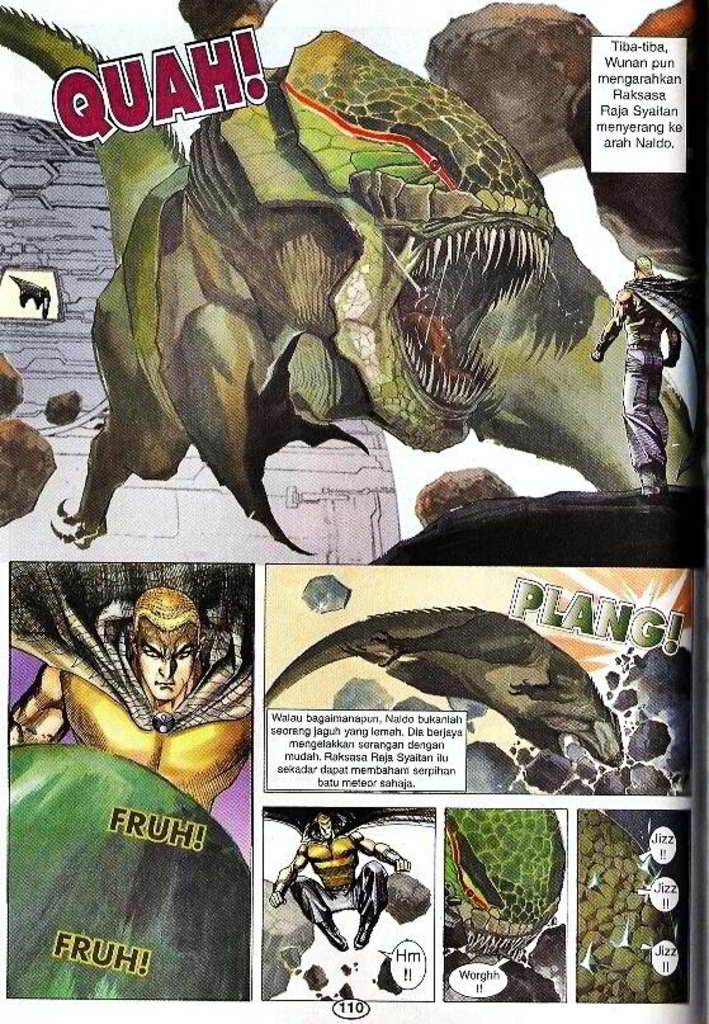 QUAH!
Tiba-tiba,
Wunan pun
mengarahkan
Raksasa
Raja Syaitan
menyerang ke
arah Naldo.
PLANG!
Walau bagaimanapun, Naldo bukanlah
seorang jaguh yang lemah. Dia berjaya
mengelakkan serangan dengan
mudah. Raksasa Raja Syaitan itu
sekadar dapat membaham serpihan
batu meteor sahaja.
FRUH!
FRUH!
Hm
!!
Worghh
!!
Jizz
!!
Jizz
!!
Jizz
!!
110